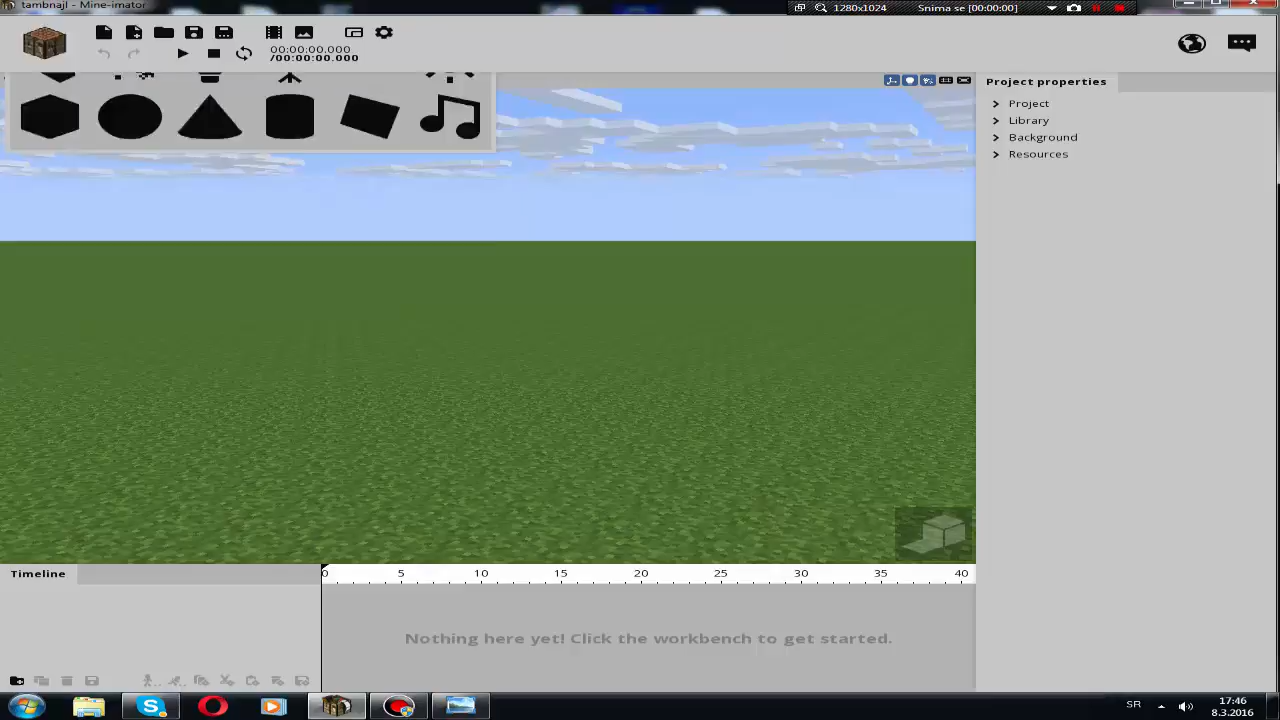 tambnajl - Mine-imator
1280x1024
Snima se [00:00:00]
00:00:00.000
/00:00:00.000
Project properties
Project
Library
Background
Resources
Timeline
0 5 10 15 20 25 30 35 40
Nothing here yet! Click the workbench to get started.
SR
17:46
8.3.2016